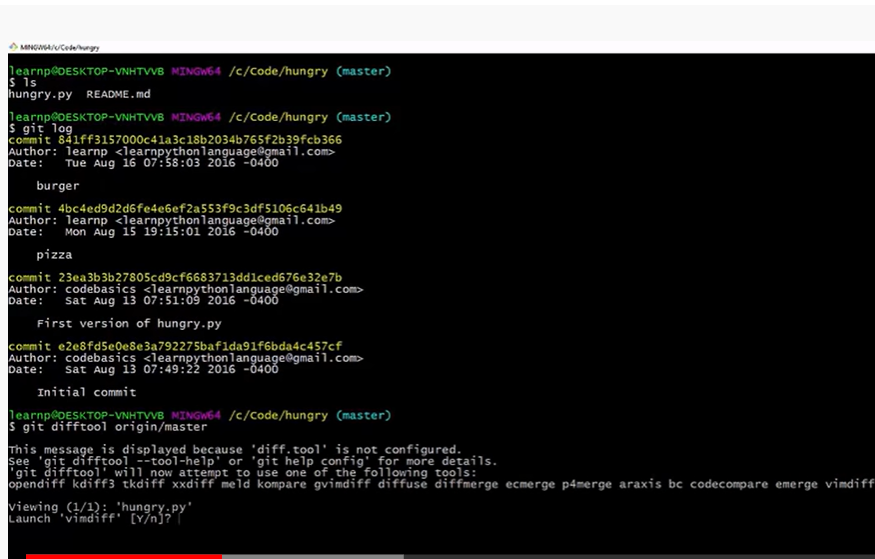 MINGW64:/c/Code/hungry
learnp@DESKTOP-VNHTVVB MINGW64 /c/Code/hungry (master)
$ ls
hungry.py  README.md
learnp@DESKTOP-VNHTVVB MINGW64 /c/Code/hungry (master)
$ git log
commit 841ff3157000c41a3c18b2034b765f2b39fcb366
Author: learnp <learnpythonlanguage@gmail.com>
Date:   Tue Aug 16 07:58:03 2016 -0400
burger
commit 4bc4ed9d2d6fe4e6ef2a553f9c3df5106c641b49
Author: learnp <learnpythonlanguage@gmail.com>
Date:   Mon Aug 15 19:15:01 2016 -0400
pizza
commit 23ea3b3b27805cd9cf6683713dd1ced676e32e7b
Author: codebasics <learnpythonlanguage@gmail.com>
Date:   Sat Aug 13 07:51:09 2016 -0400
First version of hungry.py
commit e2e8fd5e0e8e3a792275baf1da91f6bda4c457cf
Author: codebasics <learnpythonlanguage@gmail.com>
Date:   Sat Aug 13 07:49:22 2016 -0400
Initial commit
learnp@DESKTOP-VNHTVVB MINGW64 /c/Code/hungry (master)
$ git difftool origin/master
This message is displayed because 'diff.tool' is not configured.
See 'git difftool --tool-help' or 'git help config' for more details.
'git difftool' will now attempt to use one of the following tools:
opendiff kdiff3 tkdiff xxdiff meld kompare gvimdiff diffuse diffmerge ecmerge p4merge araxis bc codecompare emerge vimdiff
Viewing (1/1): 'hungry.py'
Launch 'vimdiff' [Y/n]?